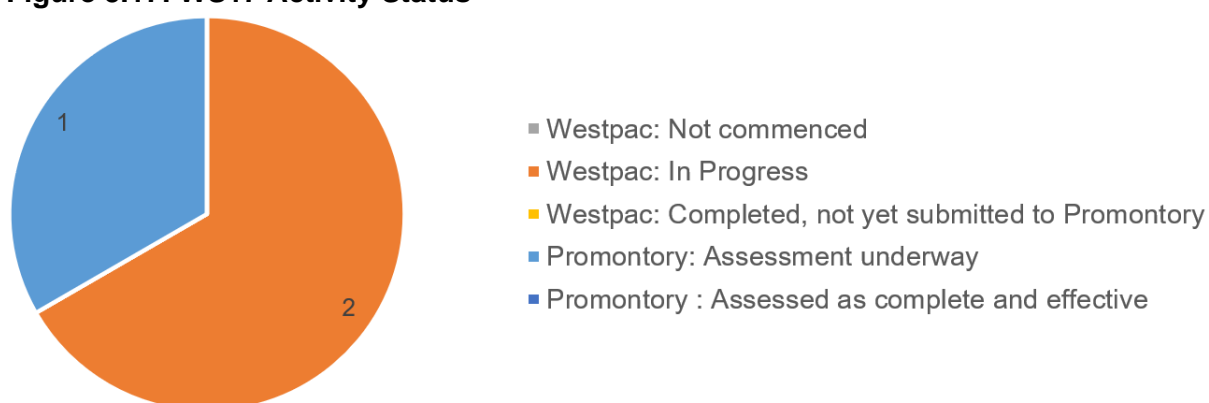 1
2
Westpac: Not commenced
Westpac: In Progress
Westpac: Completed, not yet submitted to Promontory
Promontory: Assessment underway
Promontory : Assessed as complete and effective